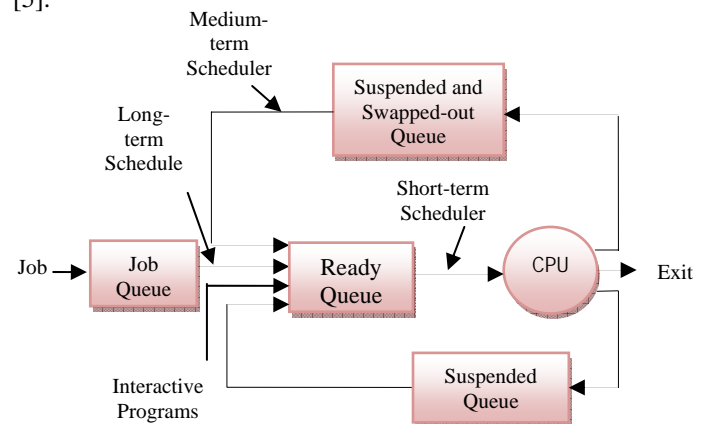 [5].
Medium-
term
Scheduler
Suspended and
Swapped-out
Queue
Long-
term
Schedule
Short-term
Scheduler
Job
Job
Queue
Ready
Queue
CPU
Exit
Interactive
Programs
Suspended
Queue